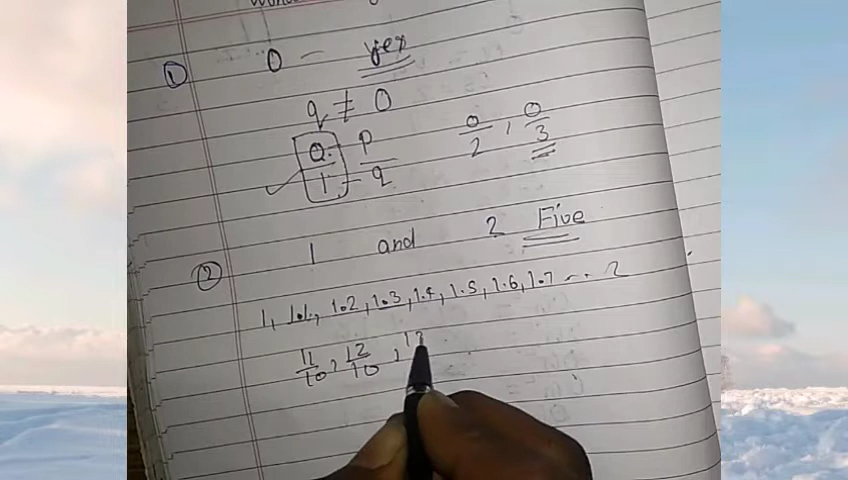 ① 0 - yes
q ≠ 0
0/1 = p/q 0/2, 0/3
② 1 and 2 Five
1, 1.1, 1.2, 1.3, 1.4, 1.5, 1.6, 1.7 ... 2
11/10, 12/10, 13